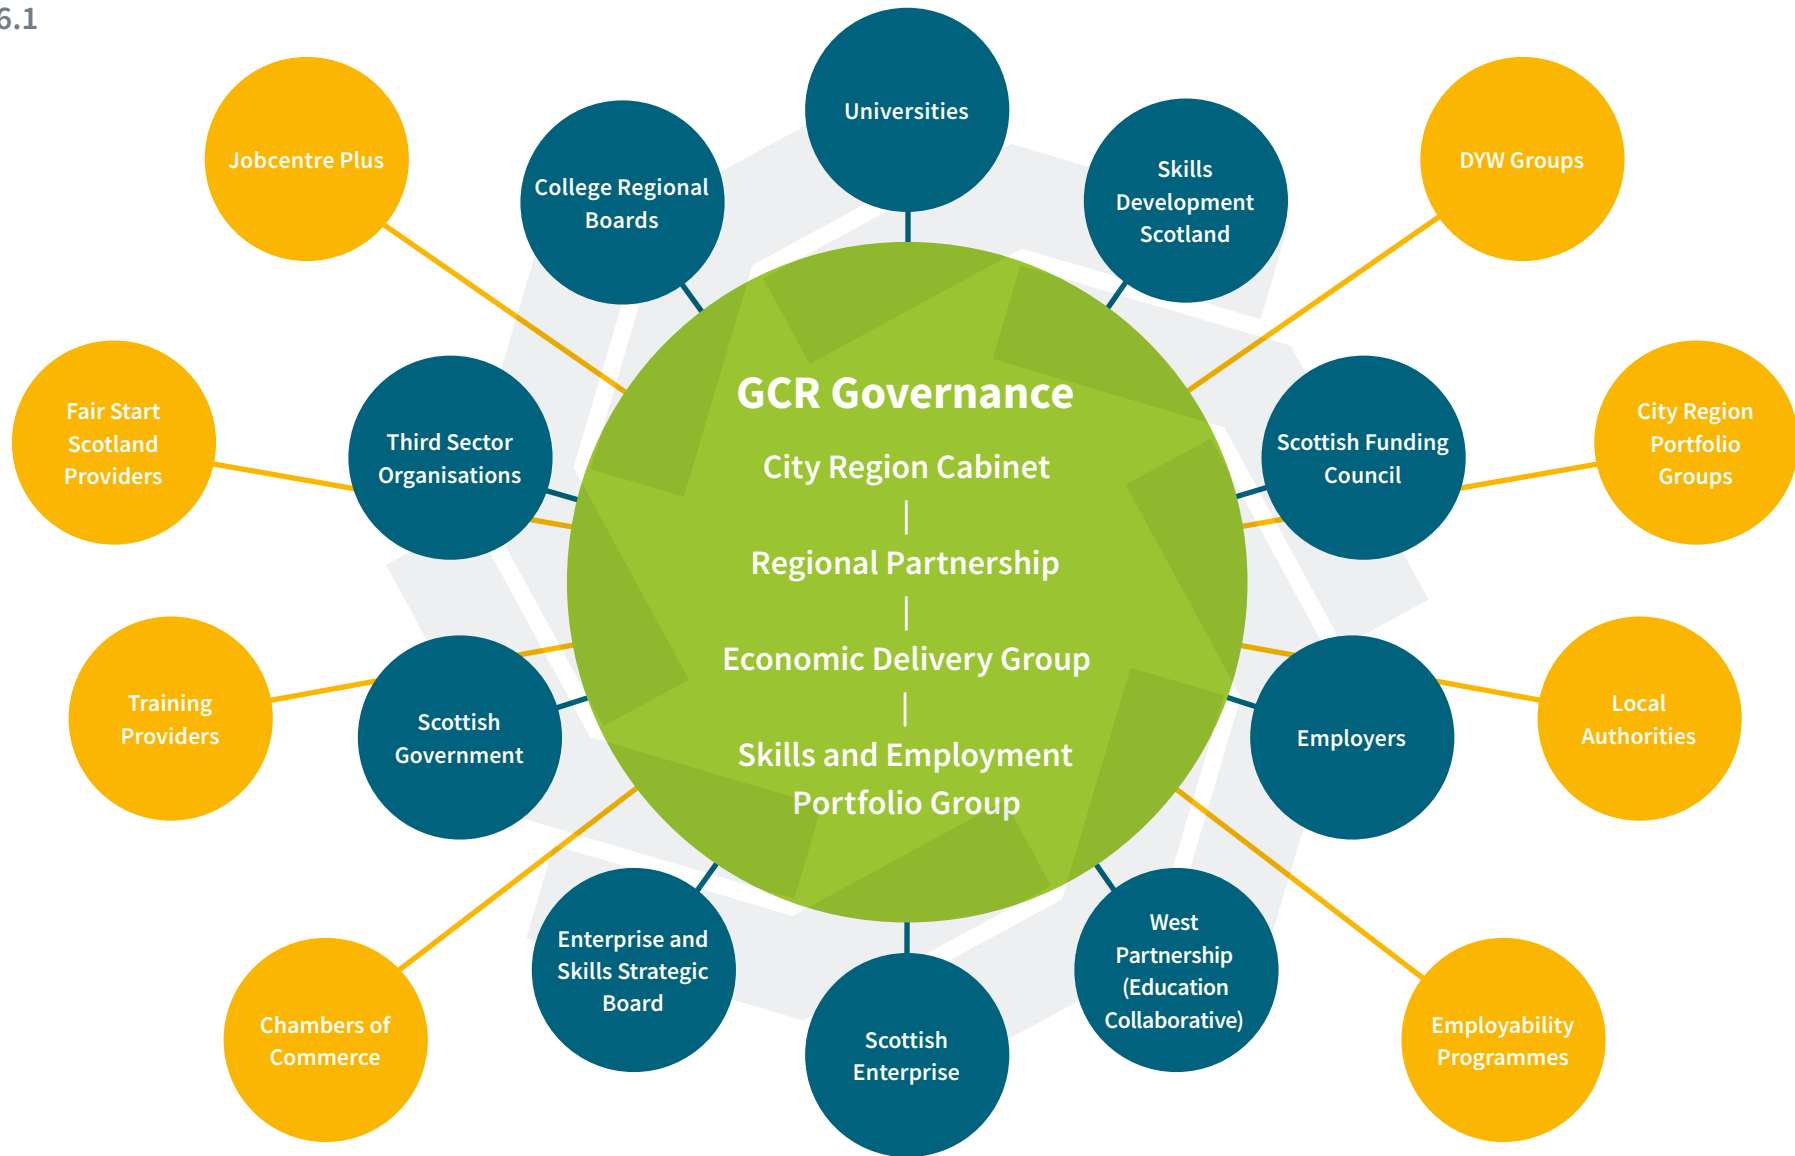 6.1
Universities
Jobcentre Plus
DYW Groups
College Regional
Boards
Skills
Development
Scotland
GCR Governance
City Region Cabinet
Regional Partnership
Economic Delivery Group
Skills and Employment
Portfolio Group
Fair Start
Scotland
Providers
Third Sector
Organisations
Scottish Funding
Council
City Region
Portfolio
Groups
Training
Providers
Scottish
Government
Employers
Local
Authorities
Chambers of
Commerce
Enterprise and
Skills Strategic
Board
Scottish
Enterprise
West
Partnership
(Education
Collaborative)
Employability
Programmes